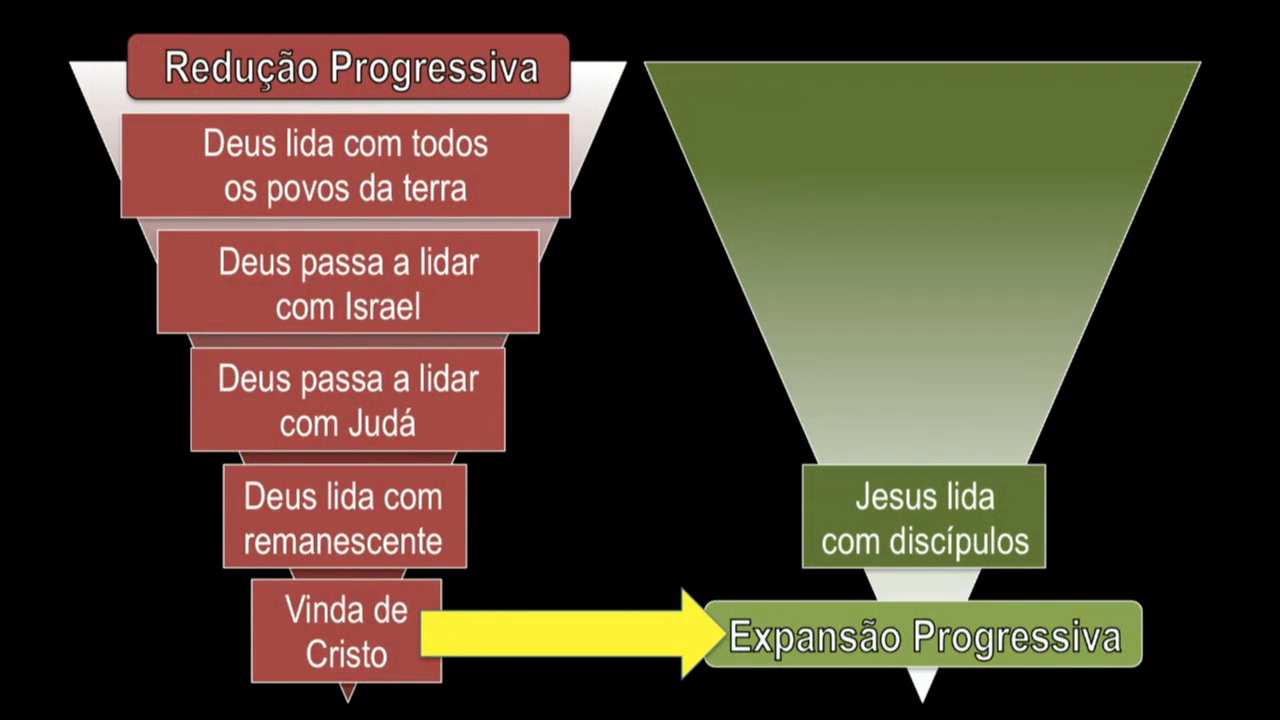 Redução Progressiva
Deus lida com todos
os povos da terra
Deus passa a lidar
com Israel
Deus passa a lidar
com Judá
Deus lida com
remanescente
Vinda de
Cristo
Jesus lida
com discípulos
Expansão Progressiva